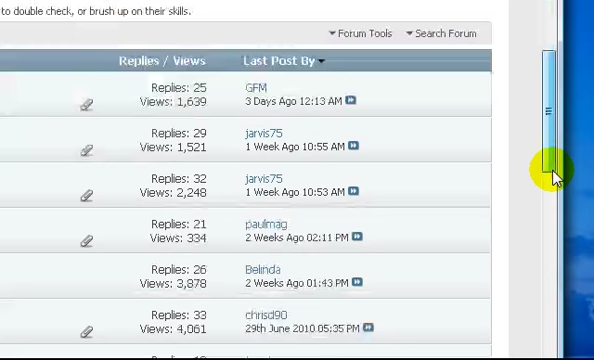 to double check, or brush up on their skills.
Forum Tools Search Forum
Replies / Views Last Post By
Replies: 25 GFM
Views: 1,639 3 Days Ago 12:13 AM
Replies: 29 jarvis75
Views: 1,521 1 Week Ago 10:55 AM
Replies: 32 jarvis75
Views: 2,248 1 Week Ago 10:53 AM
Replies: 21 paulmag
Views: 334 2 Weeks Ago 02:11 PM
Replies: 26 Belinda
Views: 3,878 2 Weeks Ago 01:43 PM
Replies: 33 chrisd90
Views: 4,061 29th June 2010 05:35 PM